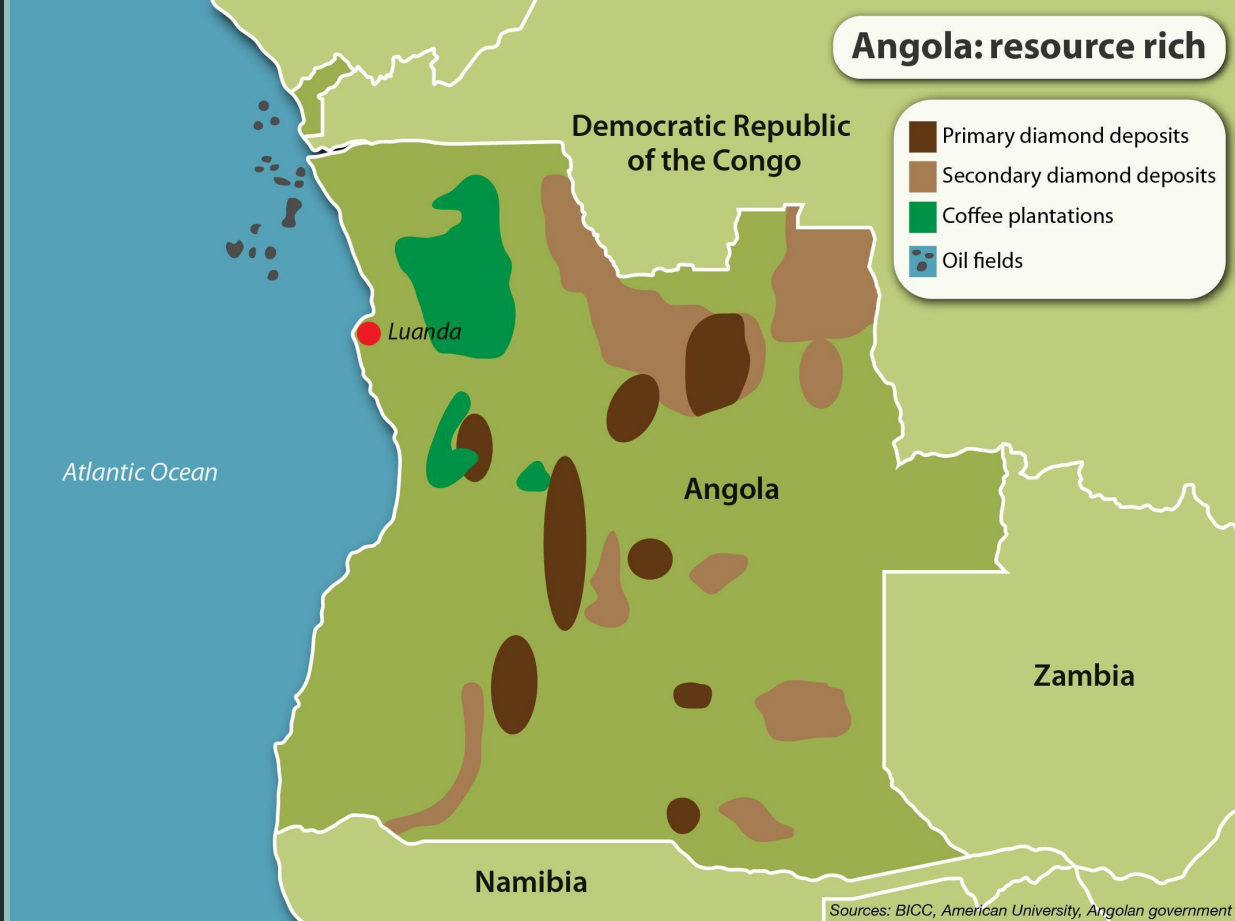 Angola: resource rich
Primary diamond deposits
Secondary diamond deposits
Coffee plantations
Oil fields
Democratic Republic
of the Congo
Luanda
Atlantic Ocean
Angola
Zambia
Namibia
Sources: BICC, American University, Angolan government